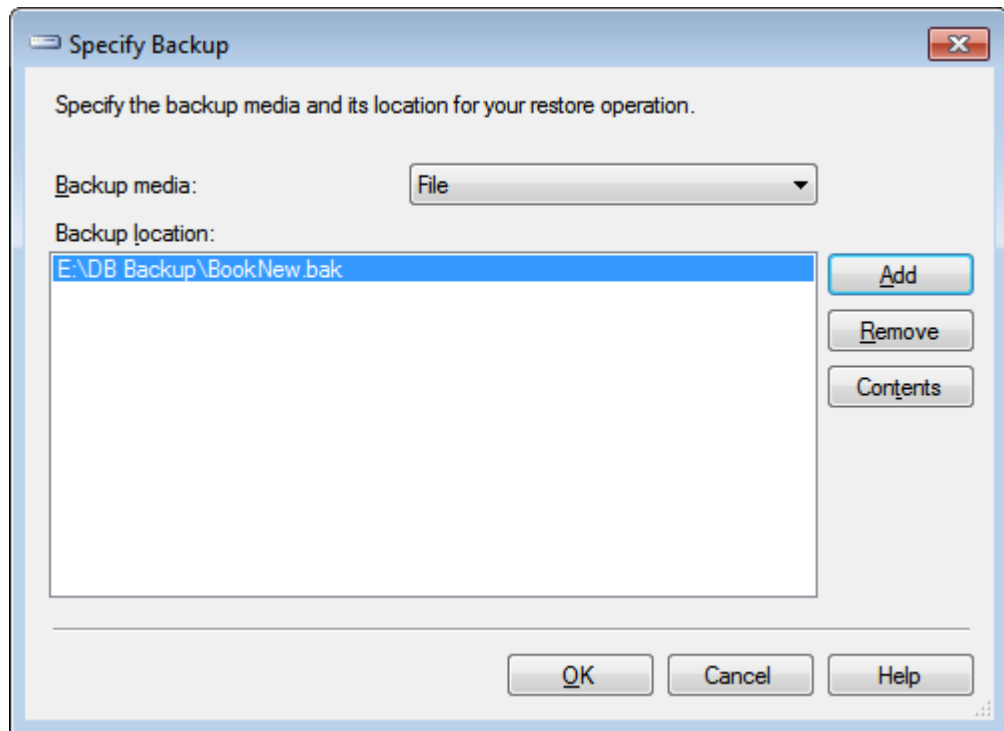 Specify Backup
Specify the backup media and its location for your restore operation.
Backup media:
File
Backup location:
E:\DB Backup\BookNew.bak
Add
Remove
Contents
OK
Cancel
Help